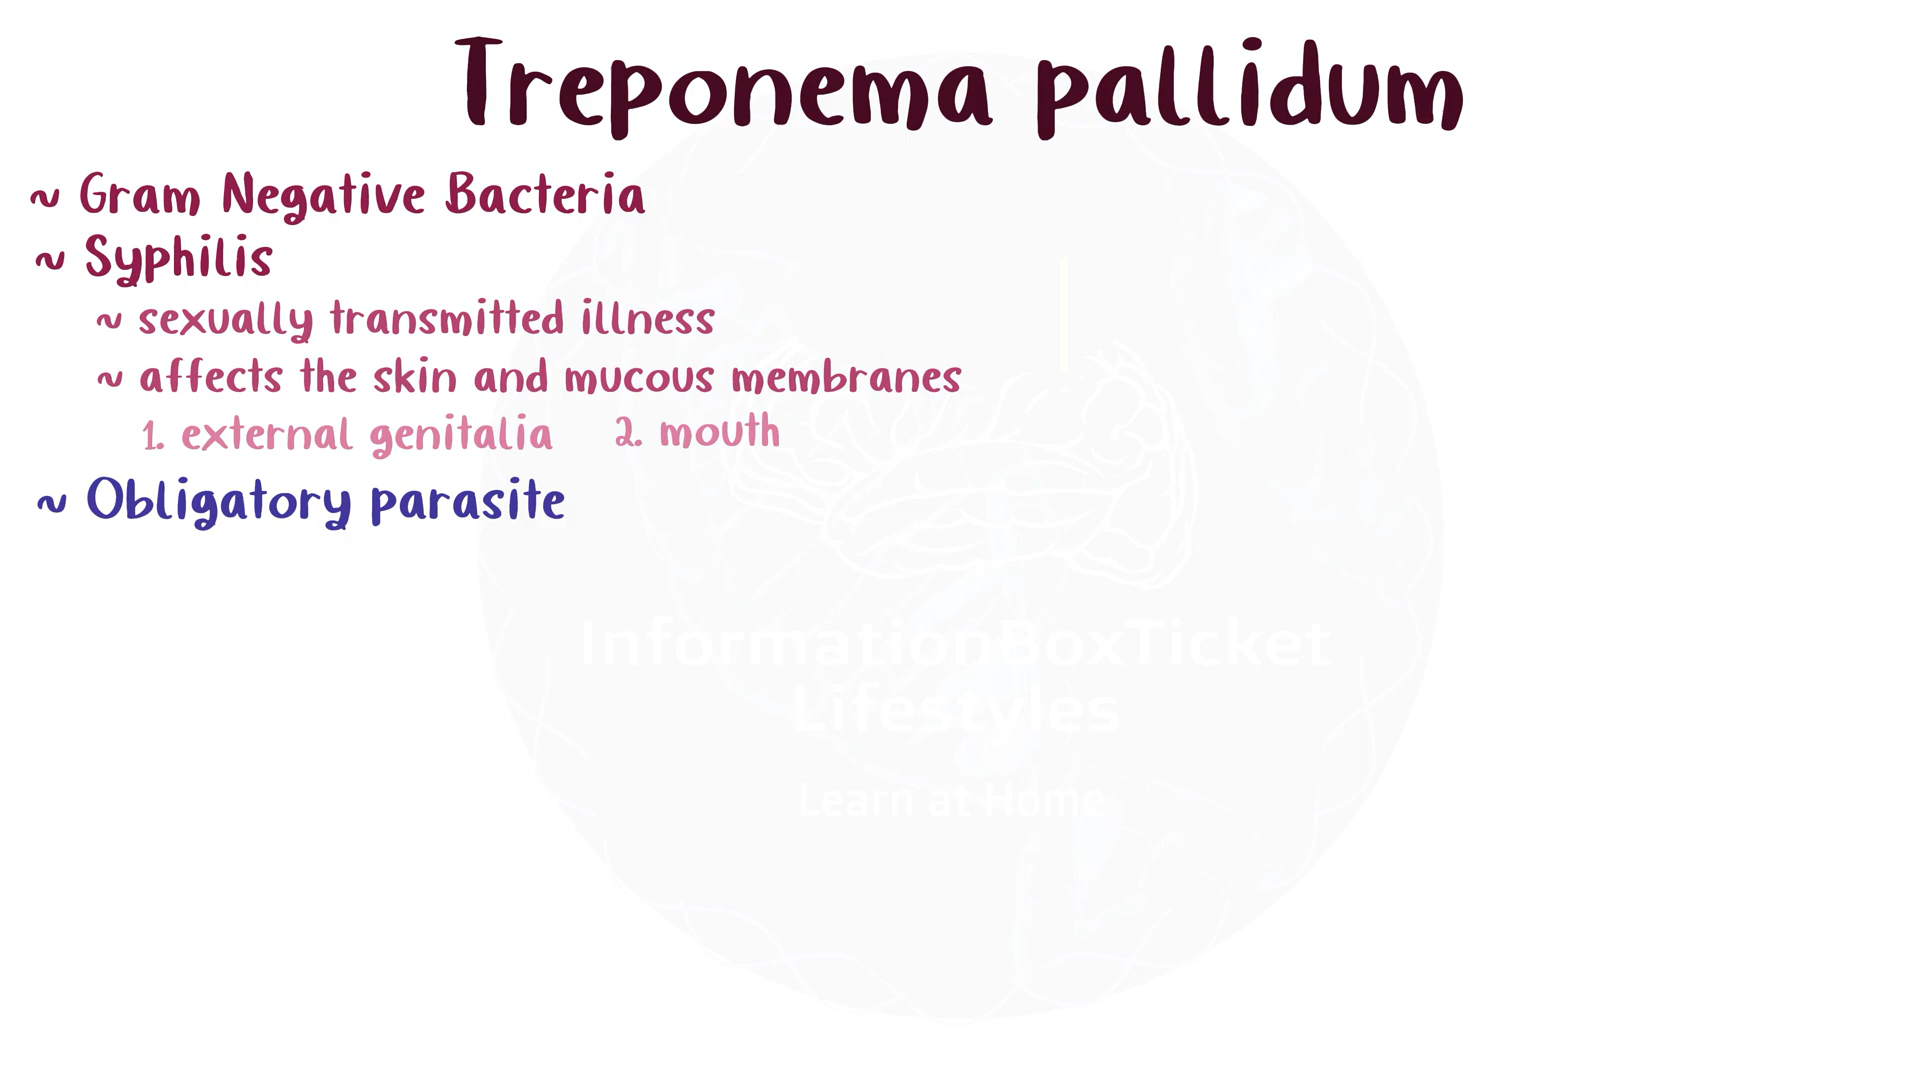 Treponema pallidum
~ Gram Negative Bacteria
~ Syphilis
~ sexually transmitted illness
~ affects the skin and mucous membranes
1. external genitalia 2. mouth
~ Obligatory parasite
InformationBoxTicket
Lifestyles
Learn at Home